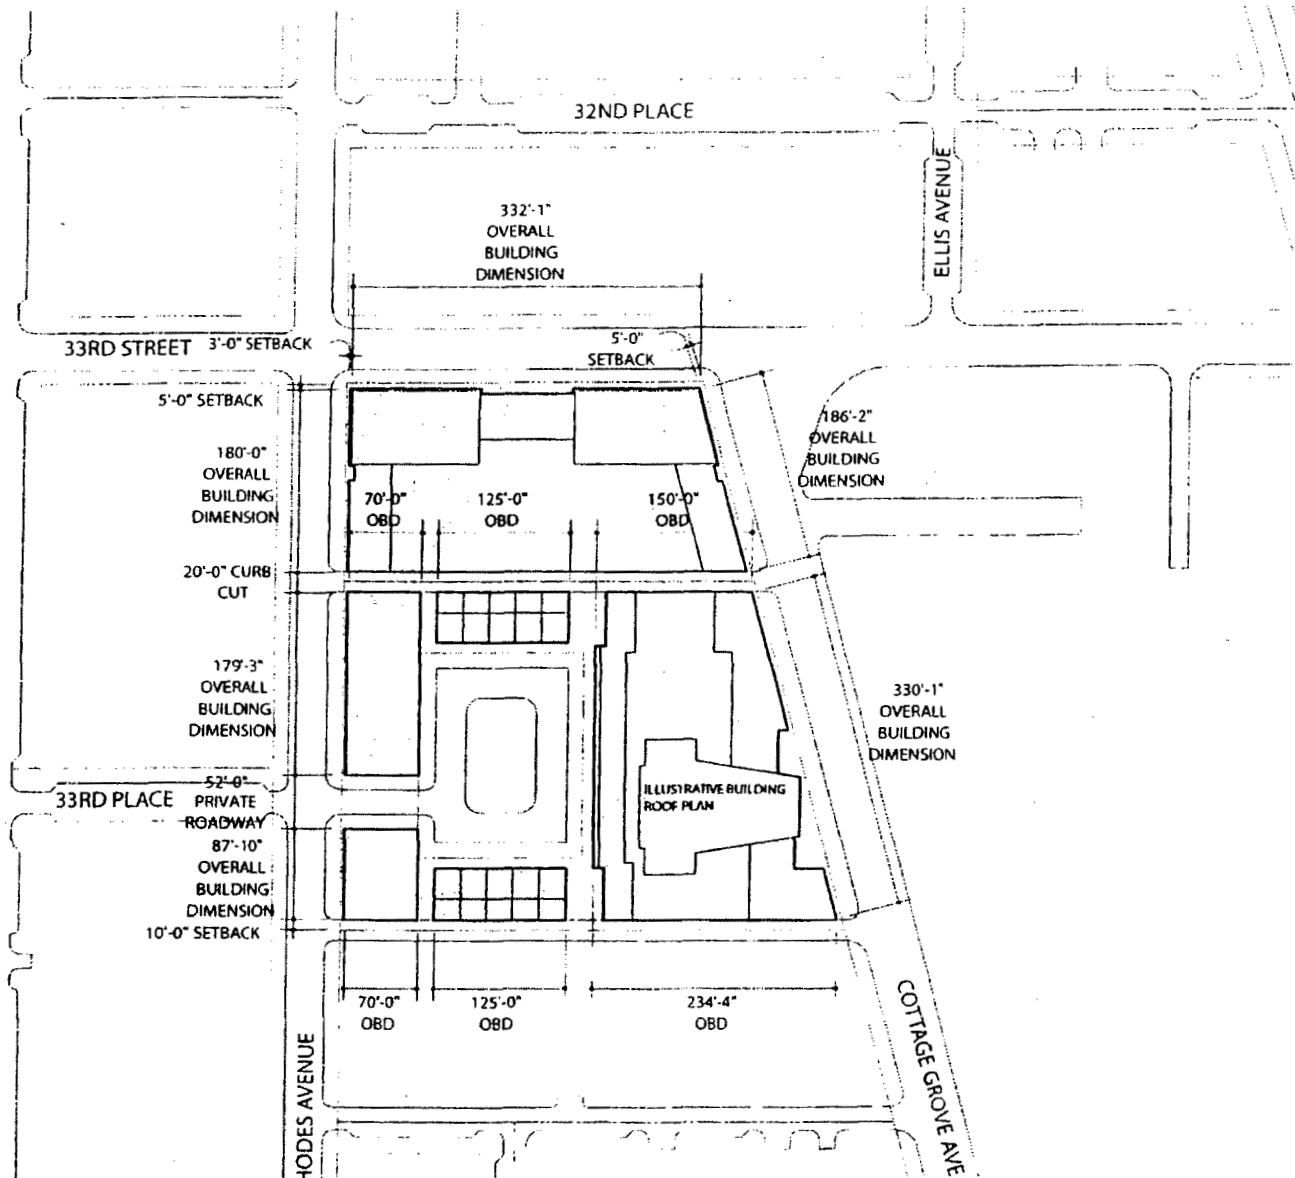 32ND PLACE
ELLIS AVENUE
332'-1"
OVERALL
BUILDING
DIMENSION
33RD STREET
3'-0" SETBACK
5'-0"
SETBACK
5'-0" SETBACK
186'-2"
OVERALL
BUILDING
DIMENSION
180'-0"
OVERALL
BUILDING
DIMENSION
70'-0"
OBD
125'-0"
OBD
150'-0"
OBD
20'-0" CURB
CUT
179'-3"
OVERALL
BUILDING
DIMENSION
330'-1"
OVERALL
BUILDING
DIMENSION
52'-0"
PRIVATE
ROADWAY
33RD PLACE
ILLUSTRATIVE BUILDING
ROOF PLAN
87'-10"
OVERALL
BUILDING
DIMENSION
10'-0" SETBACK
70'-0"
OBD
125'-0"
OBD
234'-4"
OBD
HODES AVENUE
COTTAGE GROVE AVE